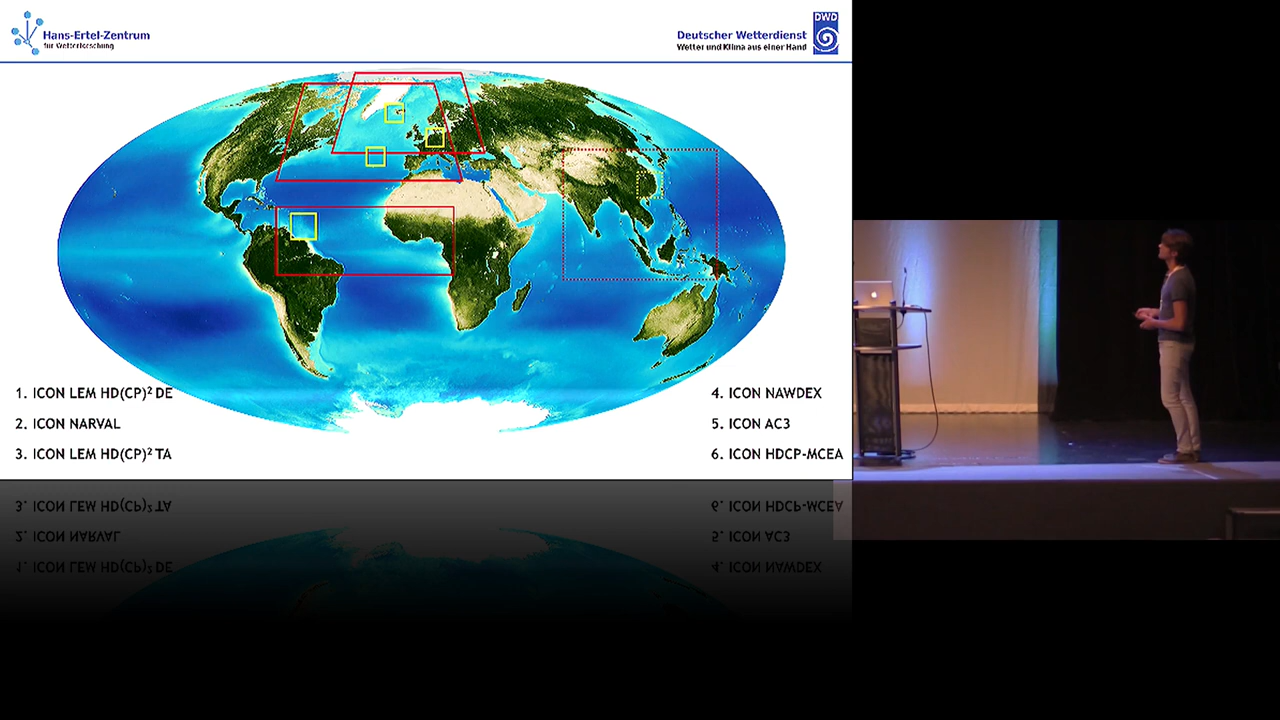 Hans-Ertel-Zentrum
für Wetterforschung
Deutscher Wetterdienst
Wetter und Klima aus einer Hand
DWD
1. ICON LEM HD(CP)² DE
2. ICON NARVAL
3. ICON LEM HD(CP)² TA
4. ICON NAWDEX
5. ICON AC3
6. ICON HDCP-MCEA